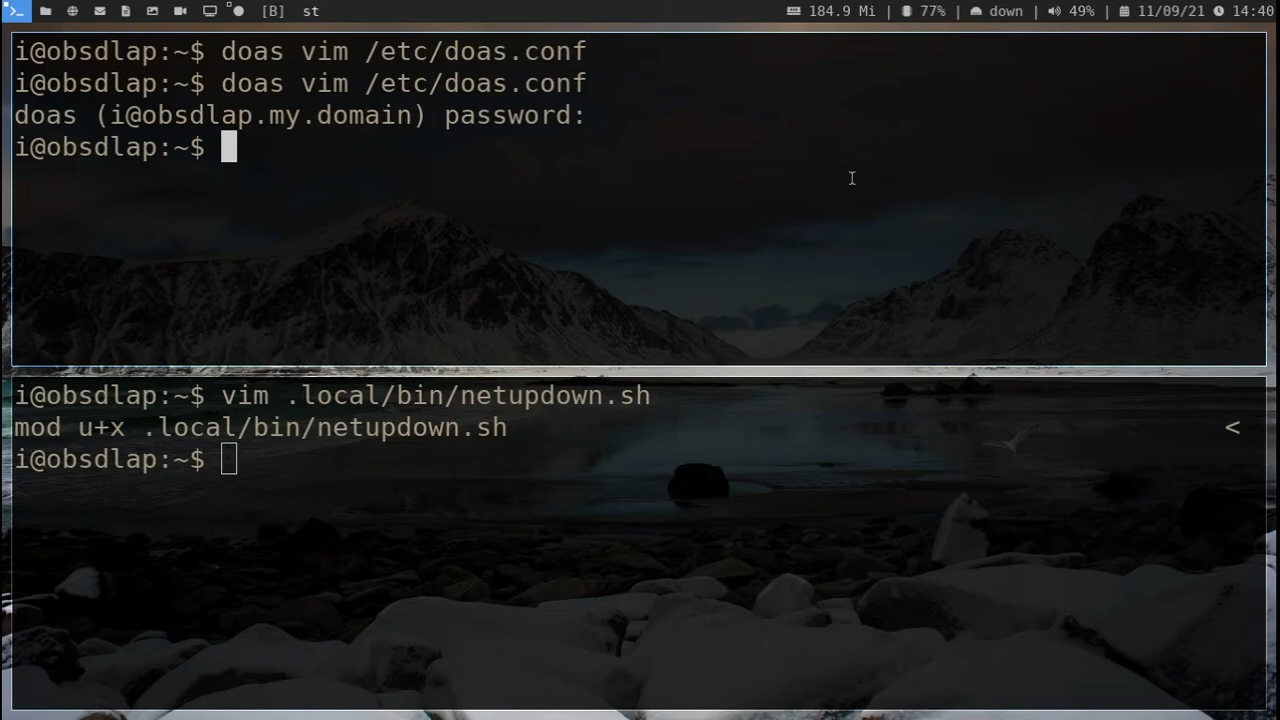 [B] st 184.9 Mi | 77% | down | 49% | 11/09/21 14:40
i@obsdlap:~$ doas vim /etc/doas.conf
i@obsdlap:~$ doas vim /etc/doas.conf
doas (i@obsdlap.my.domain) password:
i@obsdlap:~$
i@obsdlap:~$ vim .local/bin/netupdown.sh
mod u+x .local/bin/netupdown.sh <
i@obsdlap:~$